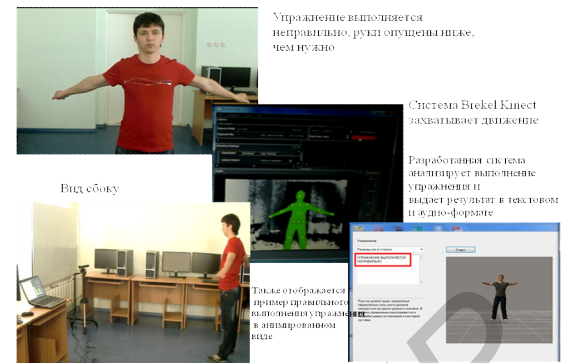 Упражнение выполняется
неправильно, руки опущены ниже,
чем нужно
Система Brekel Kinect
захватывает движение
Разработанная система
анализирует выполнение
упражнения и
выдает результат в текстовом
и аудио-формате
Вид сбоку
Также отображается
пример правильного
выполнения упражнения
в анимированном
виде
УПРАЖНЕНИЕ ВЫПОЛНЯЕТСЯ
НЕПРАВИЛЬНО